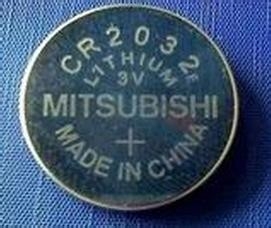 CR2032
LITHIUM
3V
MITSUBISHI
+
MADE IN CHINA